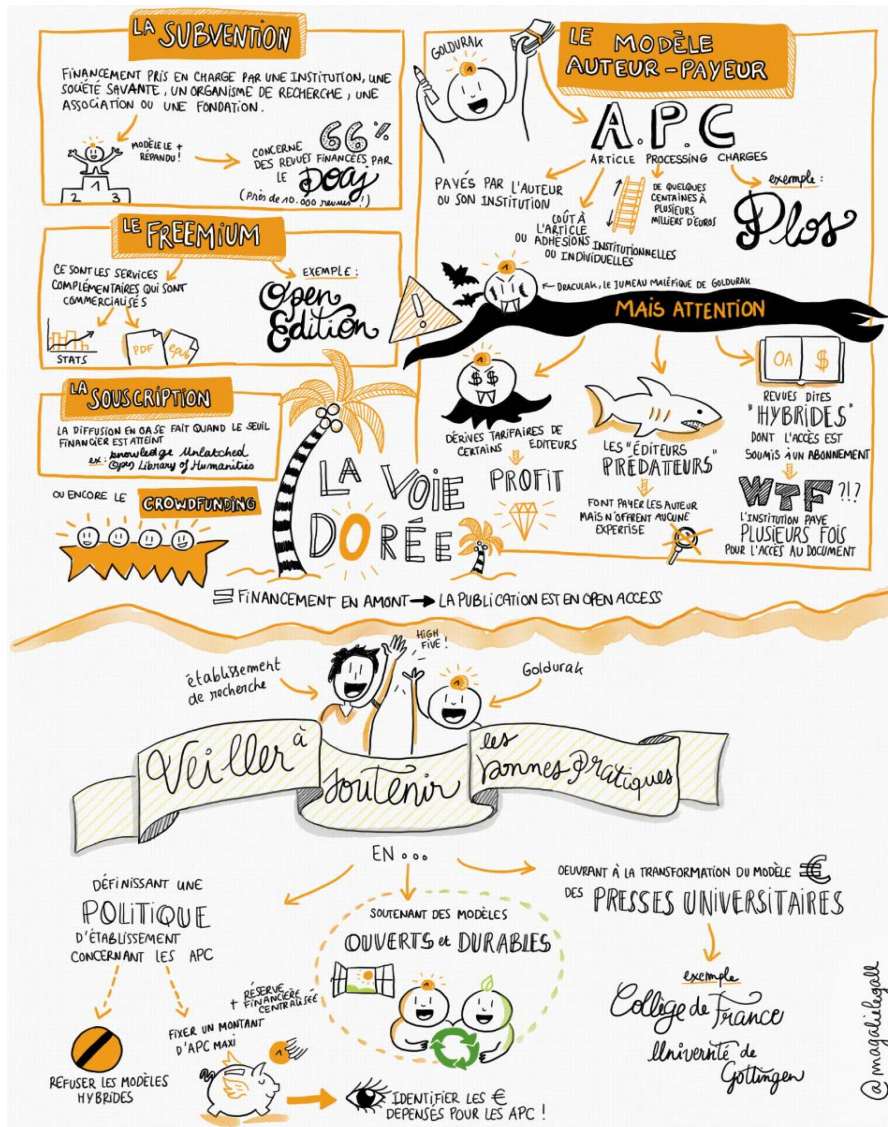 LA SUBVENTION
FINANCEMENT PRIS EN CHARGE PAR UNE INSTITUTION, UNE
SOCIÉTÉ SAVANTE, UN ORGANISME DE RECHERCHE, UNE
ASSOCIATION OU UNE FONDATION.
MODÈLE LE +
RÉPANDU !
1
2
3
CONCERNE 66%
DES REVUES FINANCÉES PAR
LE DOAJ
(Près de 10.000 revues !)
LE FREEMIUM
CE SONT LES SERVICES
COMPLÉMENTAIRES QUI SONT
COMMERCIALISÉS
STATS
PDF
epub
EXEMPLE :
Open
Edition
LA SOUSCRIPTION
LA DIFFUSION EN OA SE FAIT QUAND LE SEUIL
FINANCIER EST ATTEINT
ex : knowledge Unlatched
Open Library of Humanities
OU ENCORE LE CROWDFUNDING
GOLDURAK
LE MODÈLE
AUTEUR-PAYEUR
A.P.C
ARTICLE PROCESSING CHARGES
PAYÉS PAR L'AUTEUR
OU SON INSTITUTION
COÛT À
L'ARTICLE
OU ADHÉSIONS INSTITUTIONNELLES
OU INDIVIDUELLES
DE QUELQUES
CENTAINES À
PLUSIEURS
MILLIERS D'EUROS
exemple :
Plos
DRACULAK, LE JUMEAU MALÉFIQUE DE GOLDURAK
!
MAIS ATTENTION
$ $
DÉRIVES TARIFAIRES DE
CERTAINS ÉDITEURS
PROFIT
LES "ÉDITEURS
PRÉDATEURS"
FONT PAYER LES AUTEUR
MAIS N'OFFRENT AUCUNE
EXPERTISE
OA $
REVUES DITES
"HYBRIDES"
DONT L'ACCÈS EST
SOUMIS À UN ABONNEMENT
WTF ?!?
L'INSTITUTION PAYE
PLUSIEURS FOIS
POUR L'ACCÈS AU DOCUMENT
LA VOIE
DORÉE
= FINANCEMENT EN AMONT → LA PUBLICATION EST EN OPEN ACCESS
établissement
de recherche
HIGH
FIVE !
Goldurak
Veiller à
soutenir
les
bonnes pratiques
EN ...
DÉFINISSANT UNE
POLITIQUE
D'ÉTABLISSEMENT
CONCERNANT LES APC
REFUSER LES MODÈLES
HYBRIDES
FIXER UN MONTANT
D'APC MAXI
+ RÉSERVE
FINANCIÈRE
CENTRALISÉE
IDENTIFIER LES €
DEPENSÉS POUR LES APC !
SOUTENANT DES MODÈLES
OUVERTS et DURABLES
OEUVRANT À LA TRANSFORMATION DU MODÈLE €
DES PRESSES UNIVERSITAIRES
exemple
Collège de France
Université de
Gottingen
@magalielegall